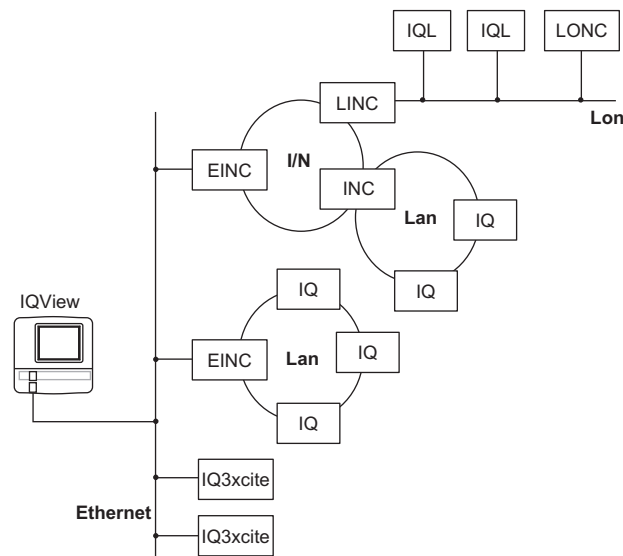 IQL
IQL
LONC
LINC
Lon
EINC
I/N
INC
Lan
IQ
IQ
IQView
IQ
EINC
Lan
IQ
IQ
IQ3xcite
Ethernet
IQ3xcite